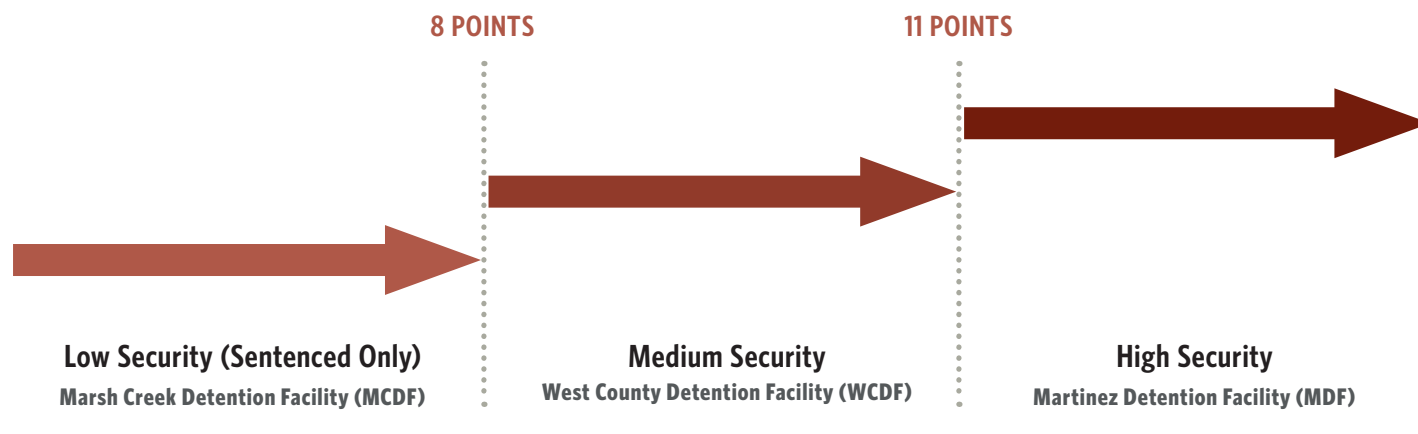 8 POINTS
11 POINTS
Low Security (Sentenced Only)
Marsh Creek Detention Facility (MCDF)
Medium Security
West County Detention Facility (WCDF)
High Security
Martinez Detention Facility (MDF)